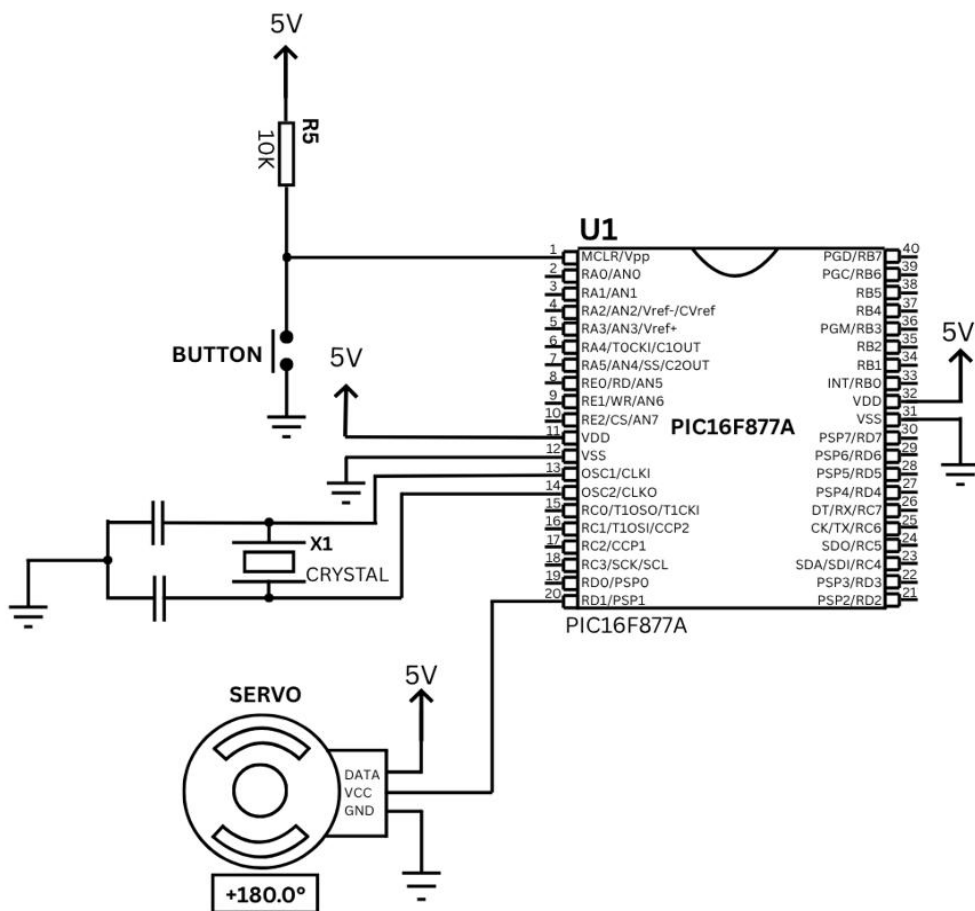 5V
R5
10K
U1
1
MCLR/Vpp
PGD/RB7
40
2
RA0/AN0
PGC/RB6
39
3
RA1/AN1
RB5
38
4
RA2/AN2/Vref-/CVref
RB4
37
5
RA3/AN3/Vref+
PGM/RB3
36
6
RA4/T0CKI/C1OUT
RB2
35
7
RA5/AN4/SS/C2OUT
RB1
34
8
RE0/RD/AN5
INT/RB0
33
9
RE1/WR/AN6
VDD
32
10
RE2/CS/AN7
VSS
31
11
VDD
PSP7/RD7
30
12
VSS
PSP6/RD6
29
13
OSC1/CLKI
PSP5/RD5
28
14
OSC2/CLKO
PSP4/RD4
27
15
RC0/T1OSO/T1CKI
DT/RX/RC7
26
16
RC1/T1OSI/CCP2
CK/TX/RC6
25
17
RC2/CCP1
SDO/RC5
24
18
RC3/SCK/SCL
SDA/SDI/RC4
23
19
RD0/PSP0
PSP3/RD3
22
20
RD1/PSP1
PSP2/RD2
21
PIC16F877A
PIC16F877A
5V
BUTTON
5V
X1
CRYSTAL
5V
SERVO
DATA
VCC
GND
+180.0°